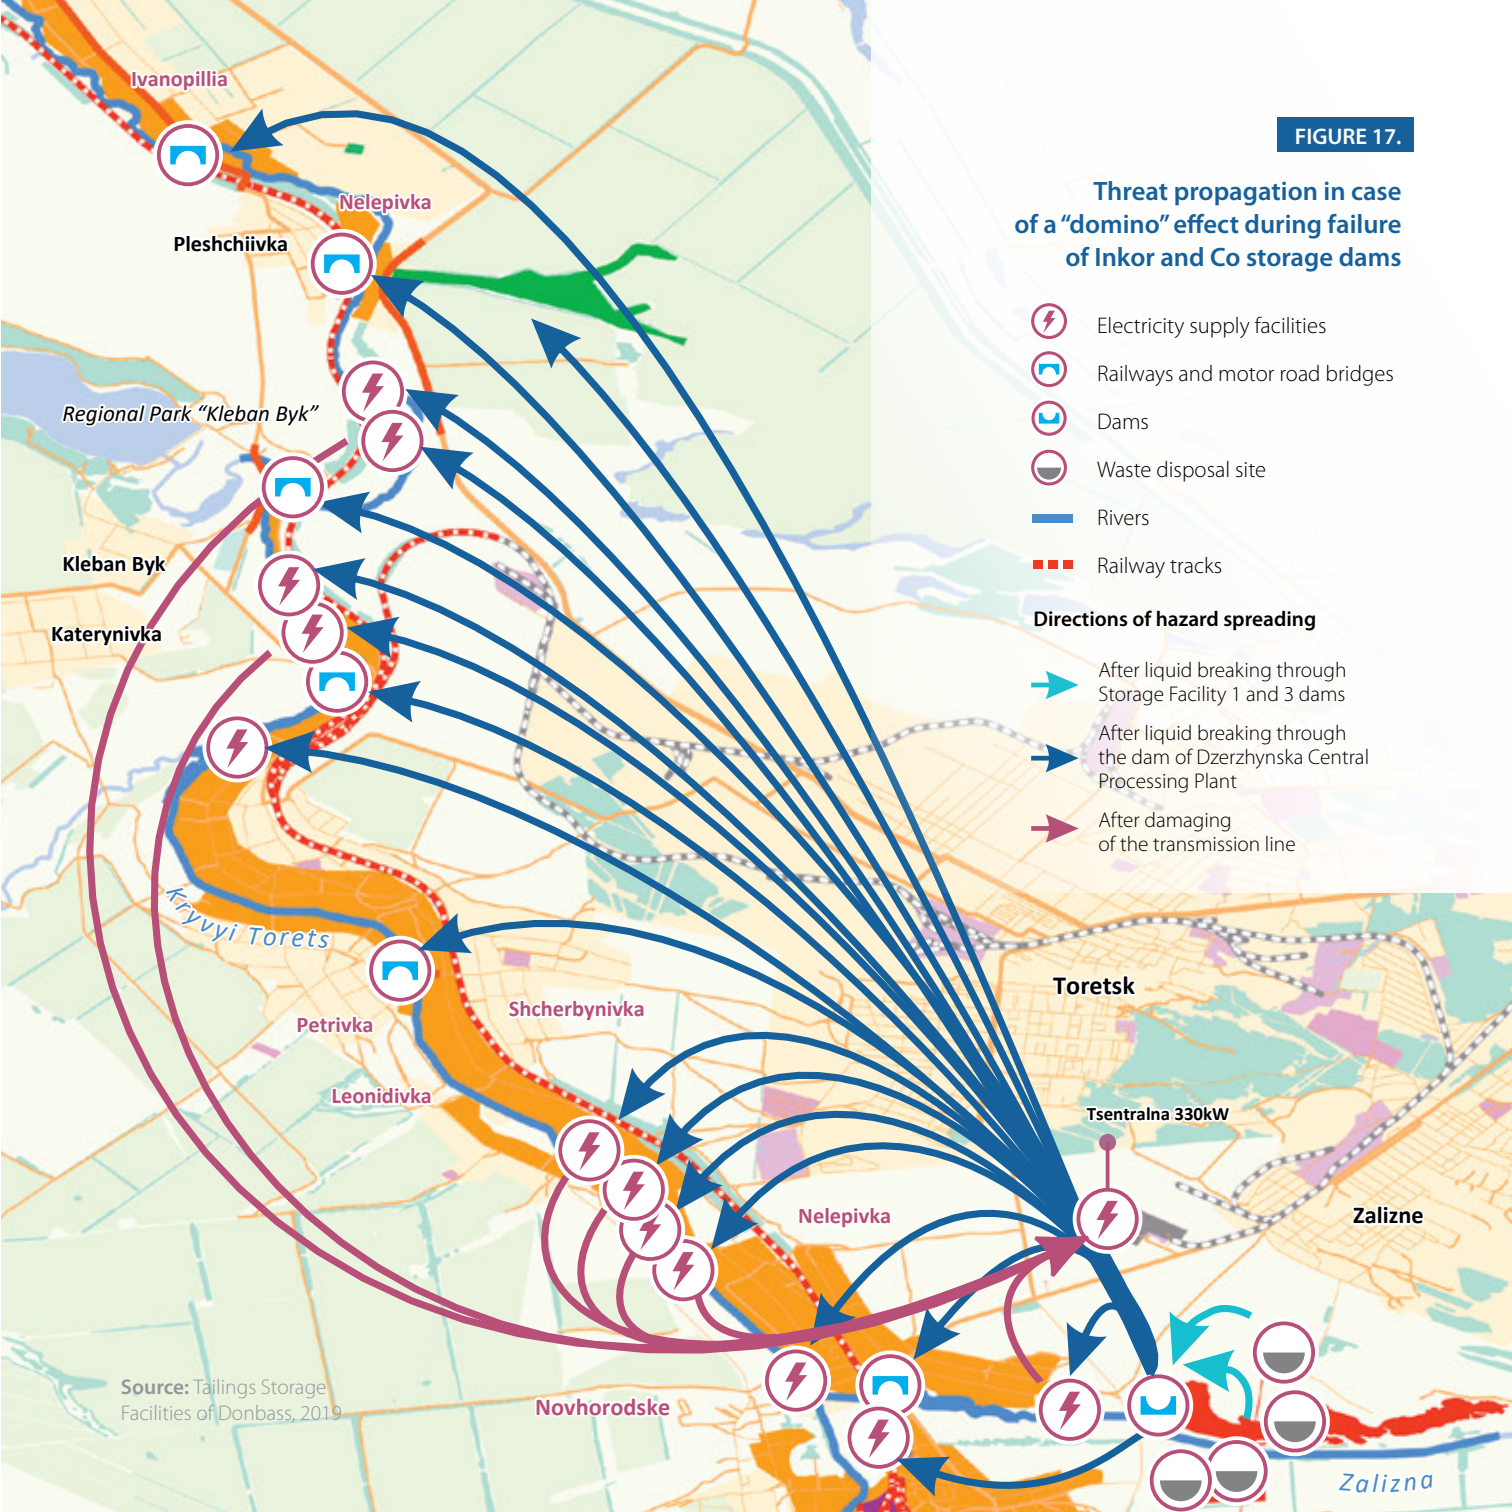 FIGURE 17.
Threat propagation in case
of a “domino” effect during failure
of Inkor and Co storage dams
Electricity supply facilities
Railways and motor road bridges
Dams
Waste disposal site
Rivers
Railway tracks
Directions of hazard spreading
After liquid breaking through
Storage Facility 1 and 3 dams
After liquid breaking through
the dam of Dzerzhynska Central
Processing Plant
After damaging
of the transmission line
Ivanopillia
Nelepivka
Pleshchiivka
Regional Park “Kleban Byk”
Kleban Byk
Katerynivka
Kryvyi Torets
Toretsk
Shcherbynivka
Petrivka
Leonidivka
Tsentralna 330kW
Nelepivka
Zalizne
Novhorodske
Zalizna
Source: Tailings Storage
Facilities of Donbass, 2019